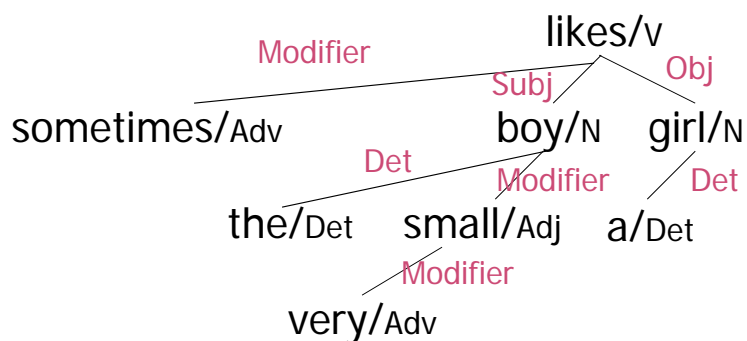 likes/V
Modifier
Subj
Obj
sometimes/Adv
boy/N
girl/N
Det
Modifier
Det
the/Det
small/Adj
a/Det
Modifier
very/Adv